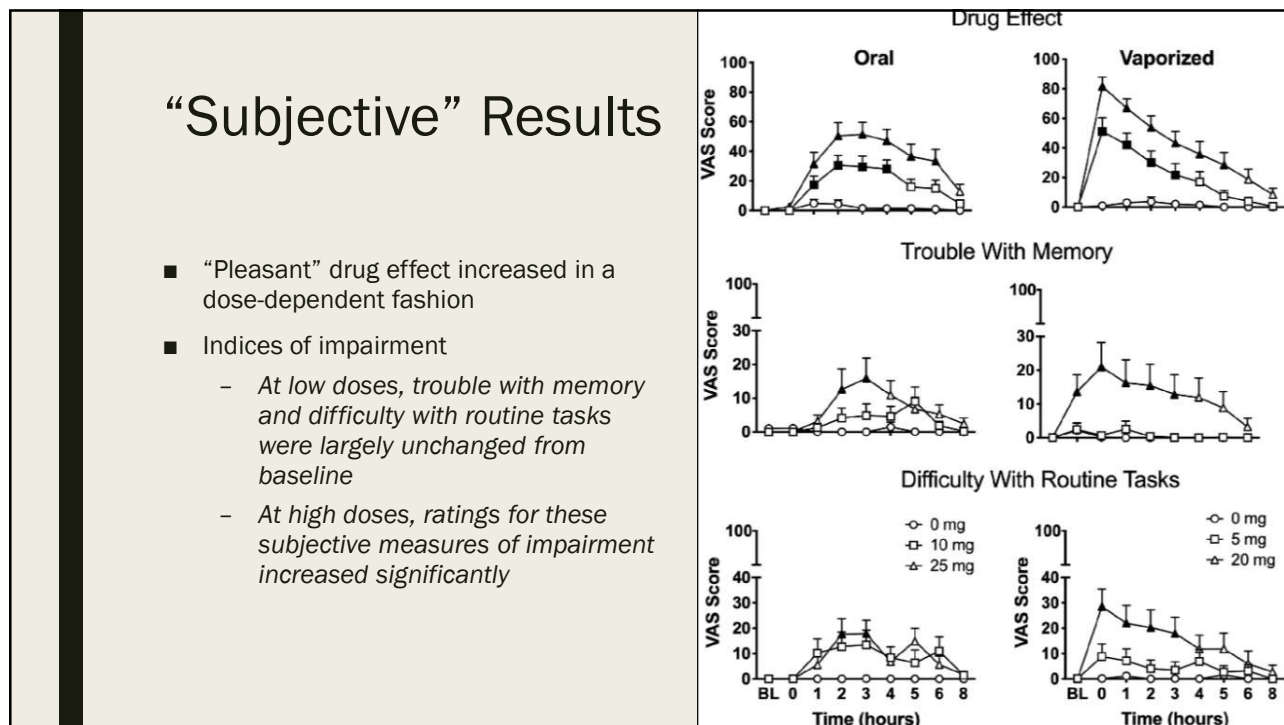 “Subjective” Results
■ “Pleasant” drug effect increased in a
dose-dependent fashion
■ Indices of impairment
– At low doses, trouble with memory
and difficulty with routine tasks
were largely unchanged from
baseline
– At high doses, ratings for these
subjective measures of impairment
increased significantly
Drug Effect
Oral
VAS Score
100
80
60
40
20
0
Vaporized
100
80
60
40
20
0
Trouble With Memory
VAS Score
100
30
20
10
0
100
30
20
10
0
Difficulty With Routine Tasks
VAS Score
100
40
30
20
10
0
0 mg
10 mg
25 mg
BL 0 1 2 3 4 5 6 8
Time (hours)
VAS Score
100
40
30
20
10
0
0 mg
5 mg
20 mg
BL 0 1 2 3 4 5 6 8
Time (hours)